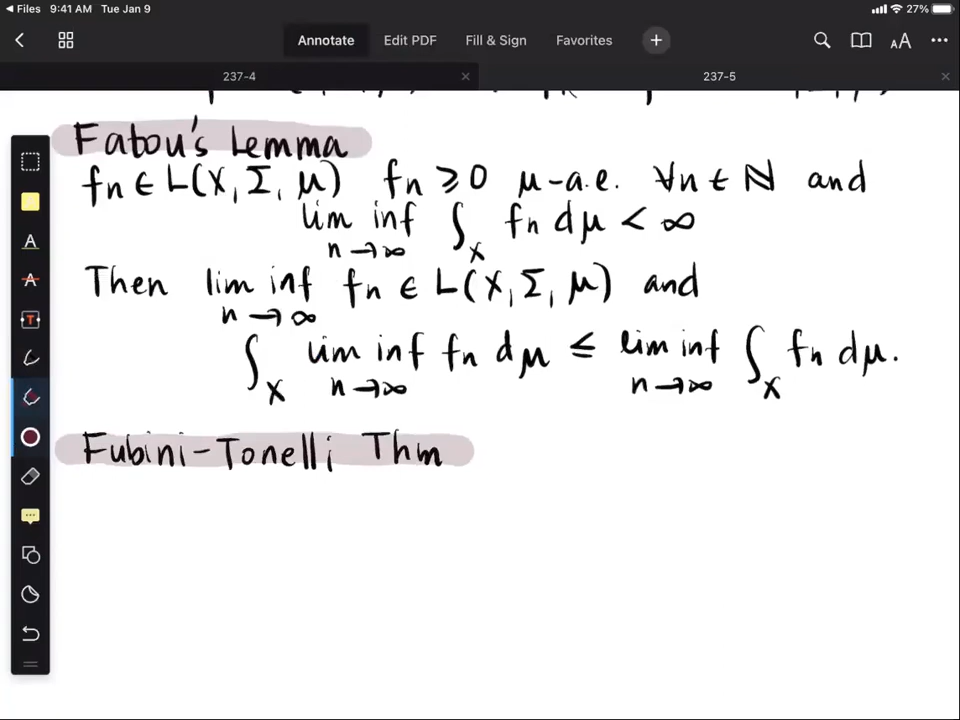 Files 9:41 AM Tue Jan 9 27%
Annotate Edit PDF Fill & Sign Favorites
237-4 237-5
Fatou's Lemma
fn ∈ L(X, Σ, μ) fn ⩾ 0 μ-a.e. ∀n ∈ ℕ and
lim inf ∫ fn dμ < ∞
n→∞ X
Then lim inf fn ∈ L(X, Σ, μ) and
n→∞
∫ lim inf fn dμ ≤ lim inf ∫ fn dμ.
X n→∞ n→∞ X
Fubini-Tonelli Thm